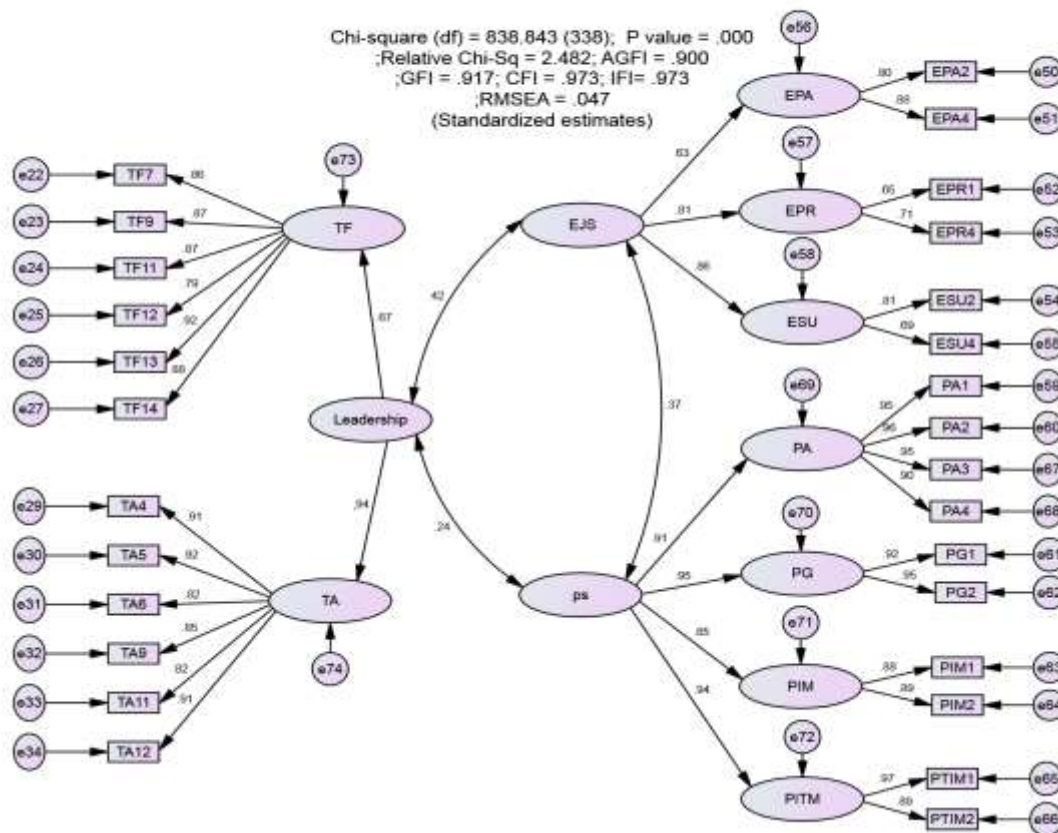 Chi-square (df) = 838.843 (338); P value = .000
;Relative Chi-Sq = 2.482; AGFI = .900
;GFI = .917; CFI = .973; IFI= .973
;RMSEA = .047
(Standardized estimates)
e56
EPA
.80
EPA2
e50
.88
EPA4
e51
.63
e57
EPR
.81
.65
EPR1
e52
.71
EPR4
e53
e58
ESU
.86
.81
ESU2
e54
.69
ESU4
EJS
e73
TF
e22
TF7
.86
e23
TF9
.87
e24
TF11
.87
e25
TF12
.79
e26
TF13
.92
e27
TF14
.67
.42
.37
Leadership
.94
.24
e29
TA4
.91
e30
TA5
.82
e31
TA6
.82
e32
TA9
.85
e33
TA11
.82
e34
TA12
.91
TA
e74
ps
e69
PA
.91
.95
PA1
e59
.96
PA2
e60
.95
PA3
e67
.90
PA4
e68
e70
PG
.95
.92
PG1
e61
.95
PG2
e62
e71
PIM
.85
.88
PIM1
e63
.89
PIM2
e64
e72
PITM
.94
.97
PTIM1
e65
.89
PTIM2
e66